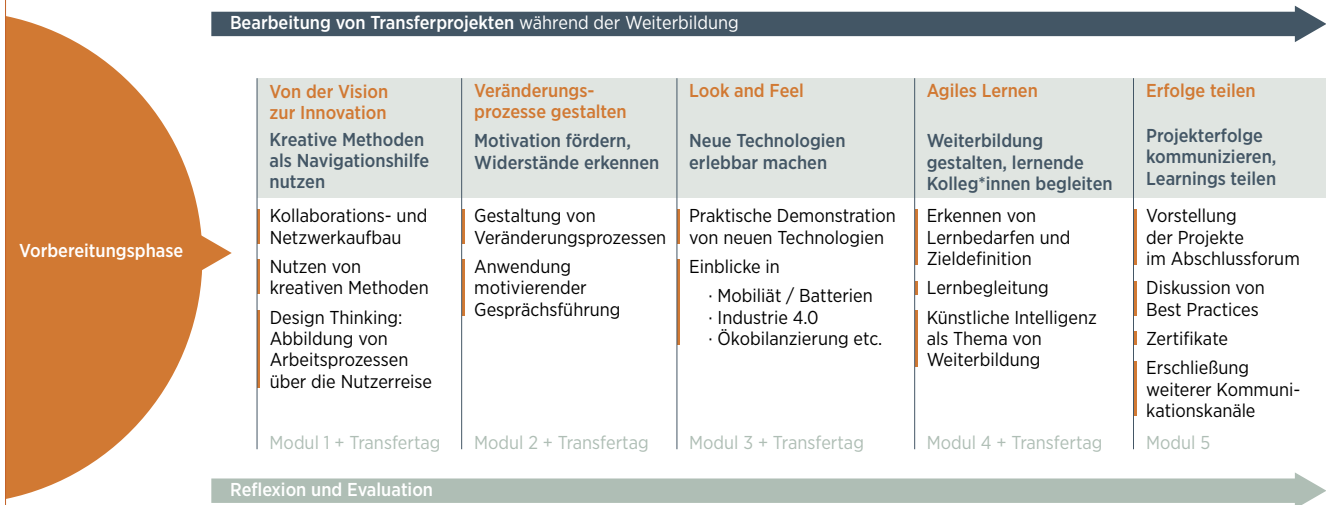 Bearbeitung von Transferprojekten während der Weiterbildung
Vorbereitungsphase
Von der Vision
zur Innovation
Kreative Methoden
als Navigationshilfe
nutzen
Kollaborations- und
Netzwerkaufbau
Nutzen von
kreativen Methoden
Design Thinking:
Abbildung von
Arbeitsprozessen
über die Nutzerreise
Modul 1 + Transfertag
Veränderungs-
prozesse gestalten
Motivation fördern,
Widerstände erkennen
Gestaltung von
Veränderungsprozessen
Anwendung
motivierender
Gesprächsführung
Modul 2 + Transfertag
Look and Feel
Neue Technologien
erlebbar machen
Praktische Demonstration
von neuen Technologien
Einblicke in
· Mobiliät / Batterien
· Industrie 4.0
· Ökobilanzierung etc.
Modul 3 + Transfertag
Agiles Lernen
Weiterbildung
gestalten, lernende
Kolleg*innen begleiten
Erkennen von
Lernbedarfen und
Zieldefinition
Lernbegleitung
Künstliche Intelligenz
als Thema von
Weiterbildung
Modul 4 + Transfertag
Erfolge teilen
Projekterfolge
kommunizieren,
Learnings teilen
Vorstellung
der Projekte
im Abschlussforum
Diskussion von
Best Practices
Zertifikate
Erschließung
weiterer Kommuni-
kationskanäle
Modul 5
Reflexion und Evaluation